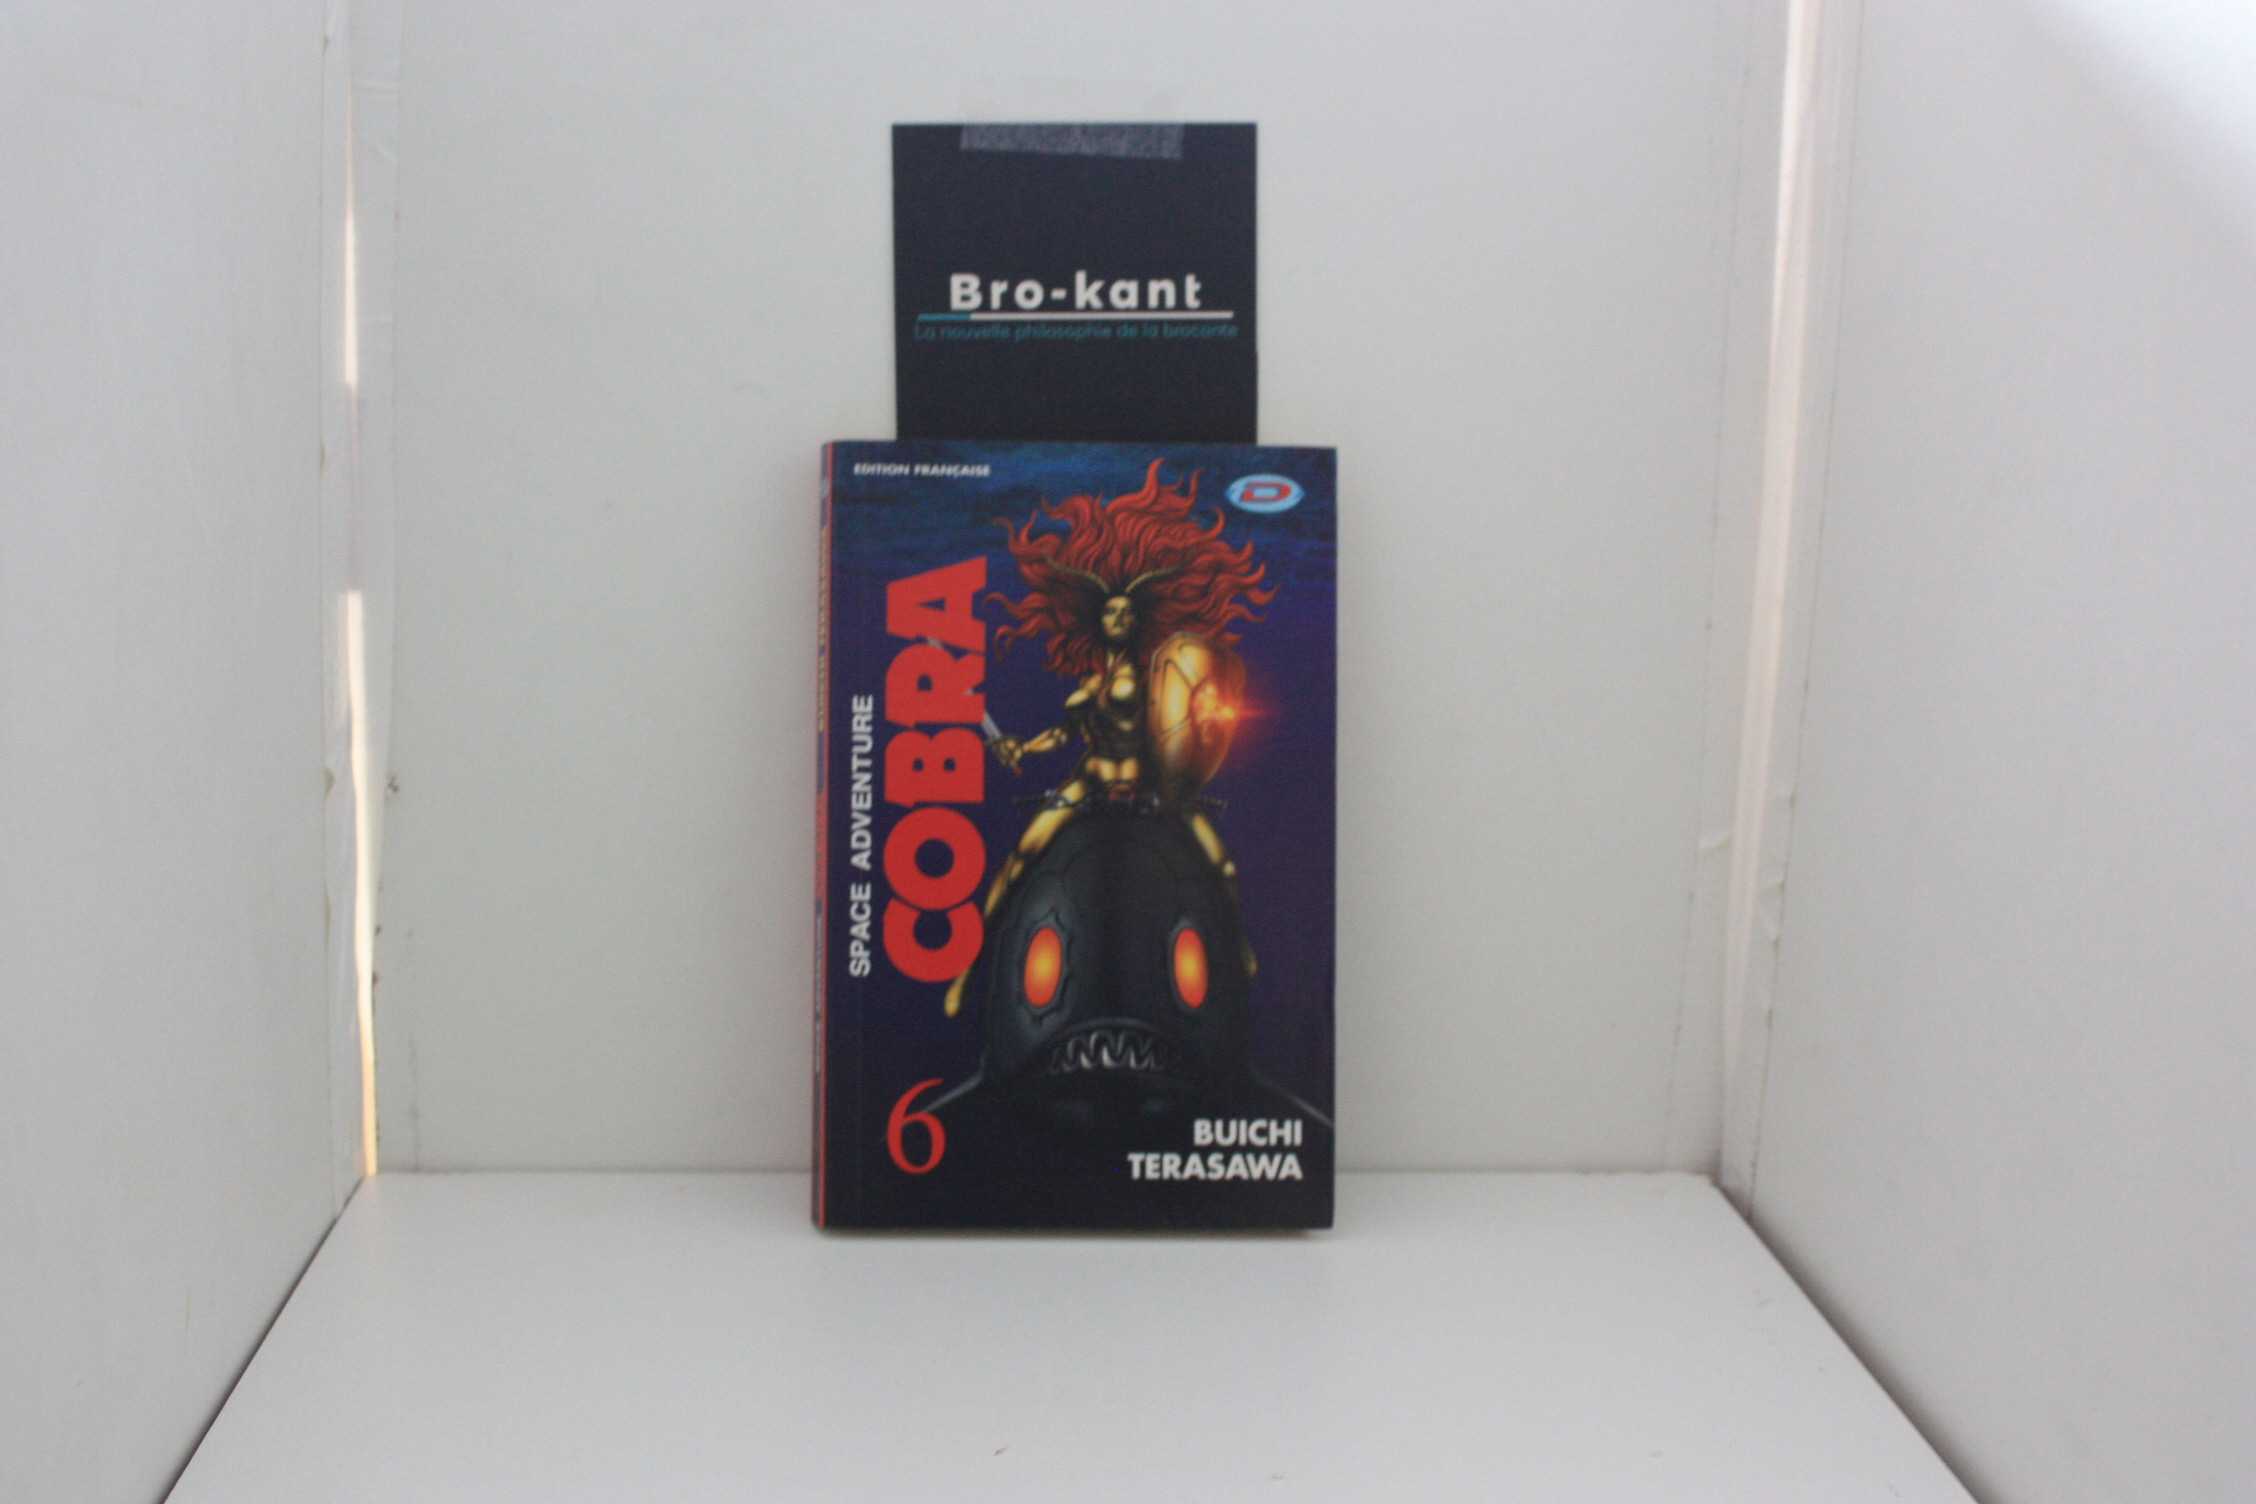 Bro-kant
La nouvelle philosophie de la brocante
EDITION FRANÇAISE
D
SPACE ADVENTURE
COBRA
6
BUICHI
TERASAWA